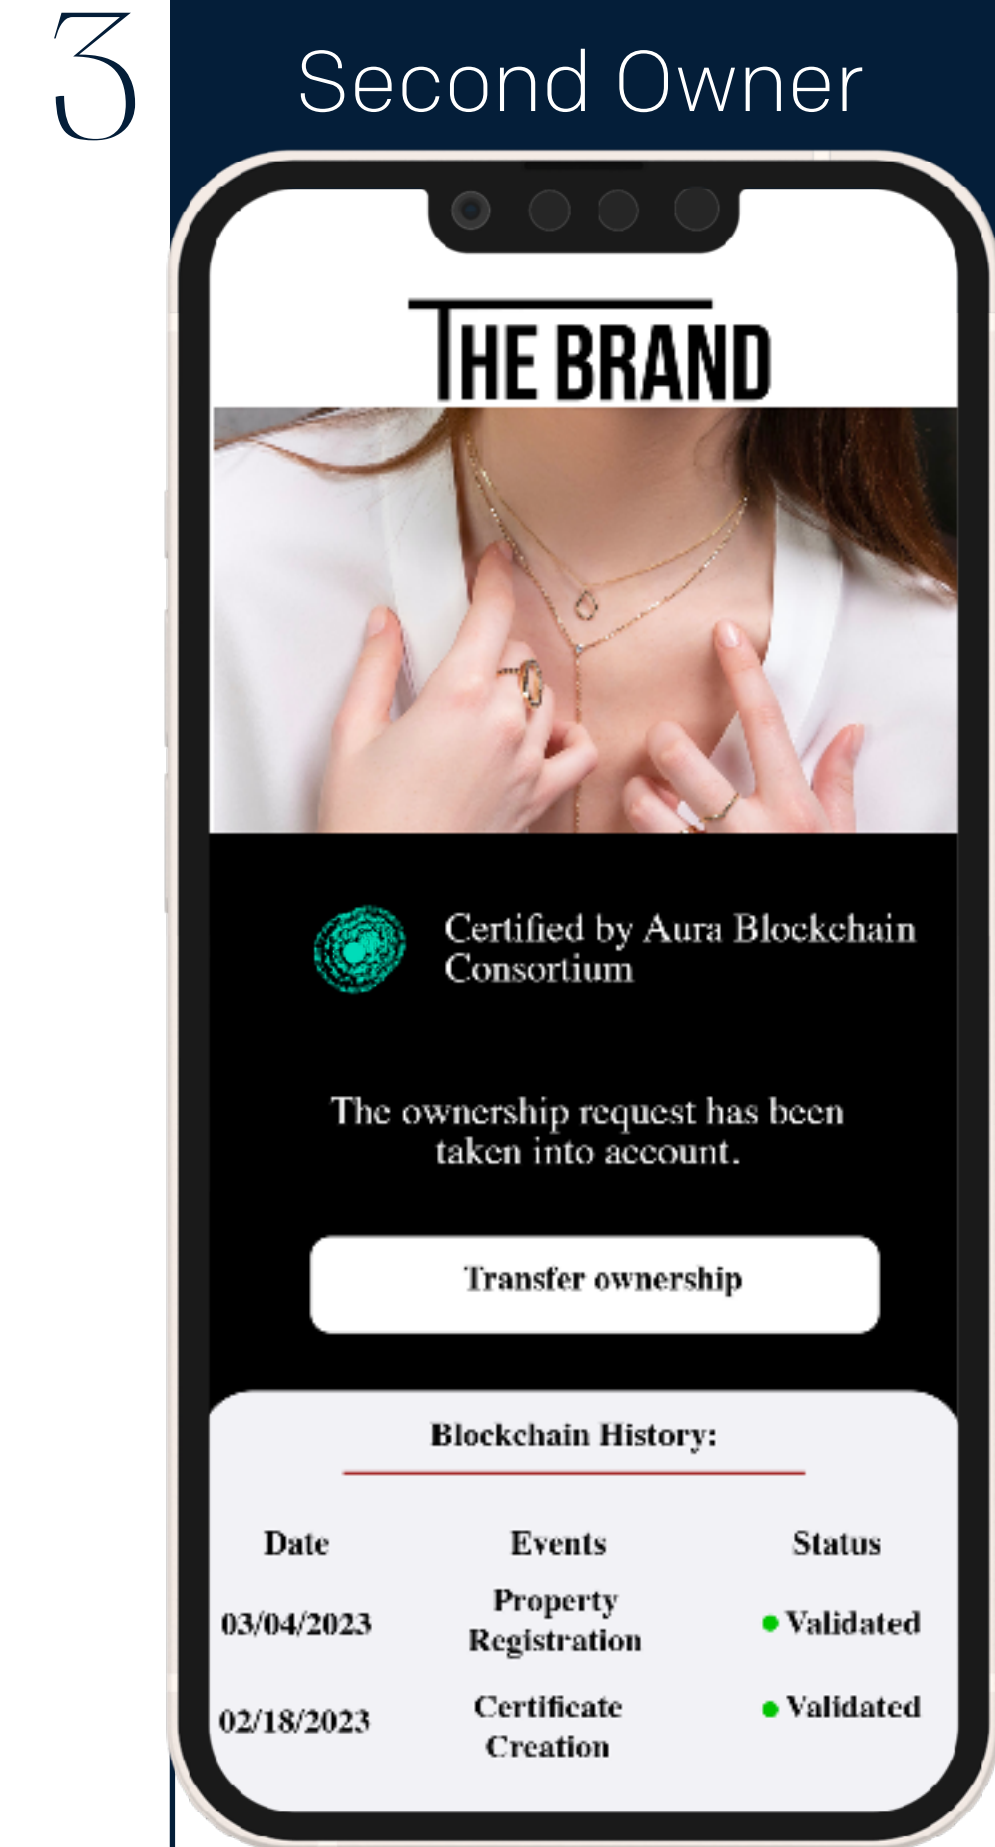 3
Second Owner
THE BRAND
Certified by Aura Blockchain
Consortium
The ownership request has been
taken into account.
Transfer ownership
Blockchain History:
Date Events Status
03/04/2023 Property Registration Validated
02/18/2023 Certificate Creation Validated